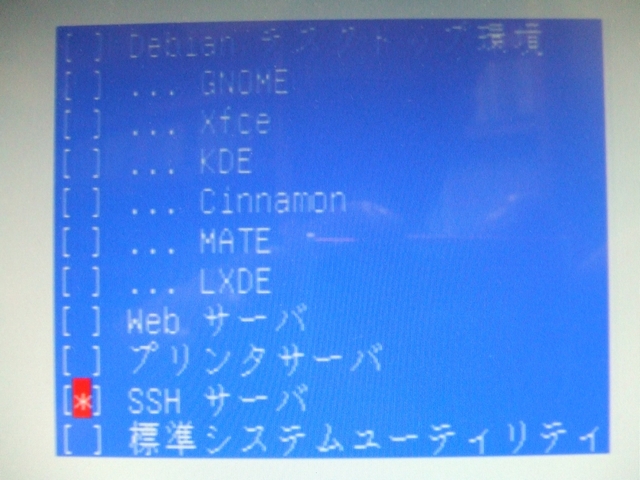 [ ] Debian デスクトップ環境
[ ] ... GNOME
[ ] ... Xfce
[ ] ... KDE
[ ] ... Cinnamon
[ ] ... MATE
[ ] ... LXDE
[ ] Web サーバ
[ ] プリンタサーバ
[*] SSH サーバ
[ ] 標準システムユーティリティ